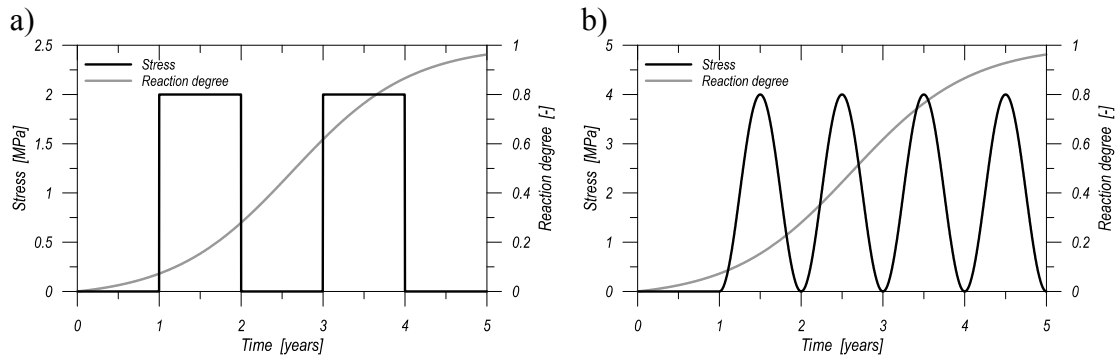 a)
Stress
Reaction degree
2.5
2
1.5
1
0.5
0
Stress [MPa]
1
0.8
0.6
0.4
0.2
0
Reaction degree [-]
0 1 2 3 4 5
Time [years]
b)
Stress
Reaction degree
5
4
3
2
1
0
Stress [MPa]
1
0.8
0.6
0.4
0.2
0
Reaction degree [-]
0 1 2 3 4 5
Time [years]